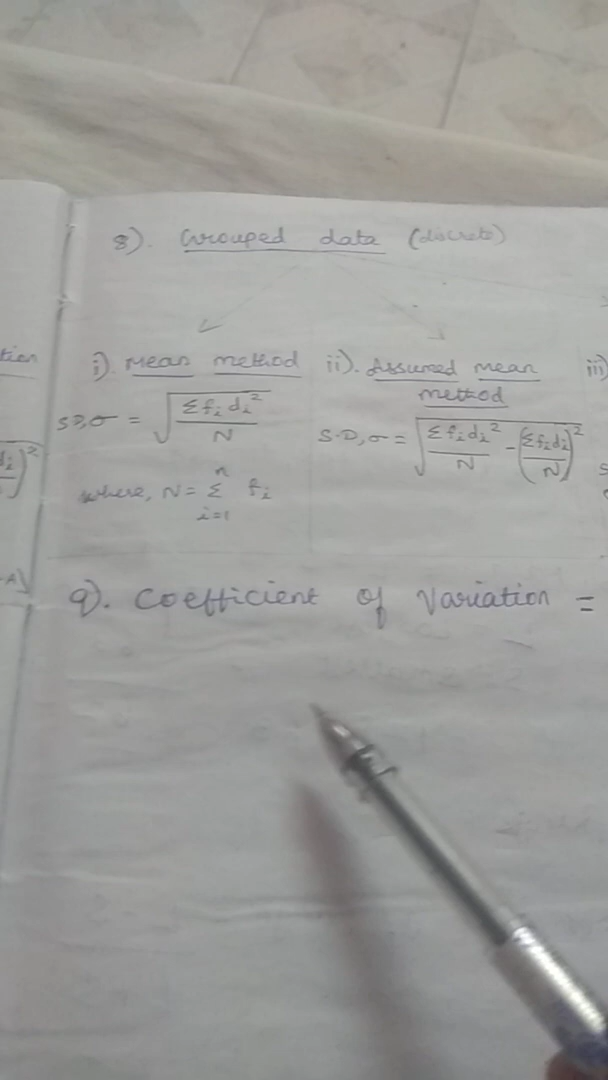 8). Grouped data (discrete)
i). Mean method
S.D, σ = √(Σfᵢdᵢ²/N)
where, N = Σ fᵢ
n
i=1
ii). Assumed mean
method
S.D, σ = √(Σfᵢdᵢ²/N - (Σfᵢdᵢ/N)²)
iii)
tion
9). Coefficient of Variation =